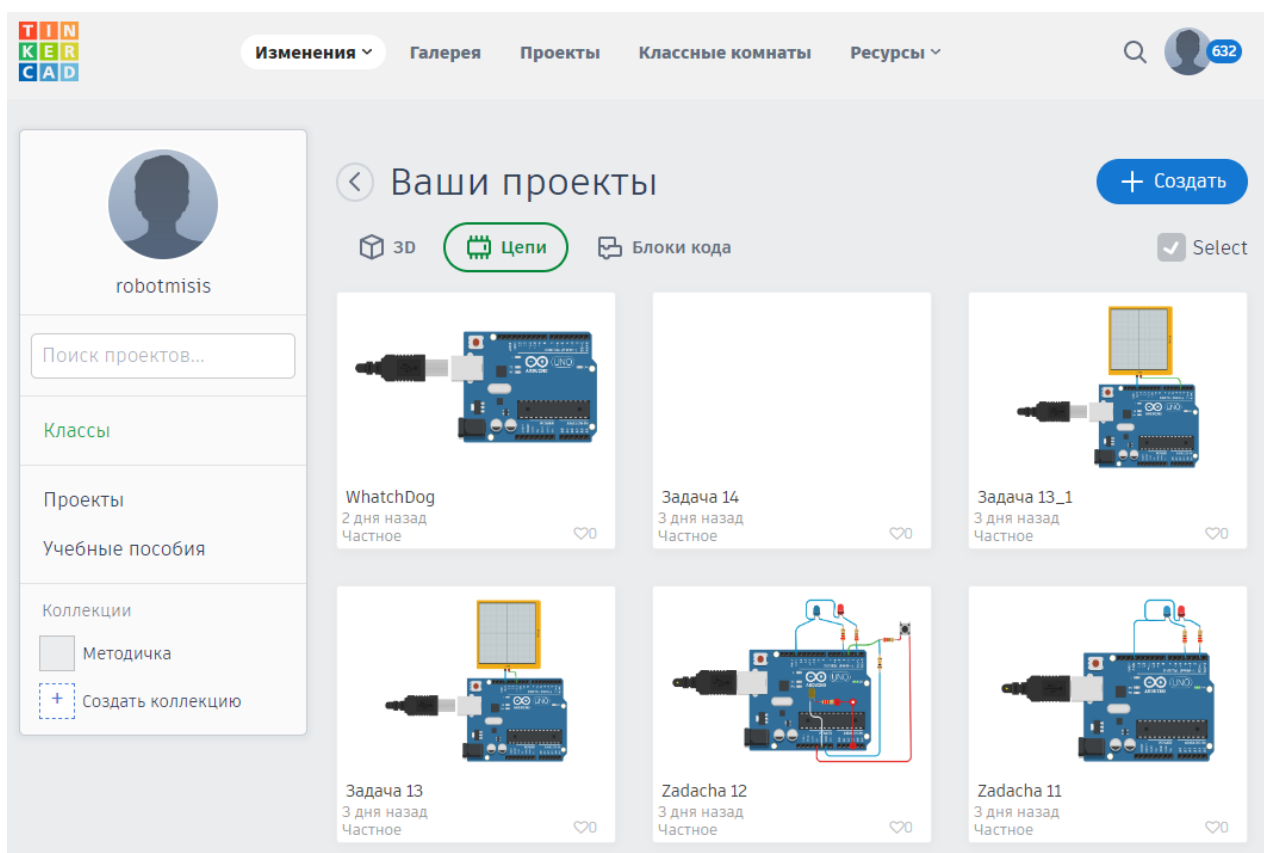 TIN
KER
CAD
Изменения
Галерея
Проекты
Классные комнаты
Ресурсы
632
robotmisis
Поиск проектов...
Классы
Проекты
Учебные пособия
Коллекции
Методичка
+ Создать коллекцию
Ваши проекты
+ Создать
3D
Цепи
Блоки кода
Select
WhatchDog
2 дня назад
Частное
0
Задача 14
3 дня назад
Частное
0
Задача 13_1
3 дня назад
Частное
0
Задача 13
3 дня назад
Частное
0
Zadacha 12
3 дня назад
Частное
0
Zadacha 11
3 дня назад
Частное
0